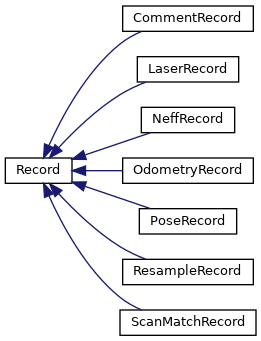 CommentRecord
LaserRecord
NeffRecord
Record
OdometryRecord
PoseRecord
ResampleRecord
ScanMatchRecord